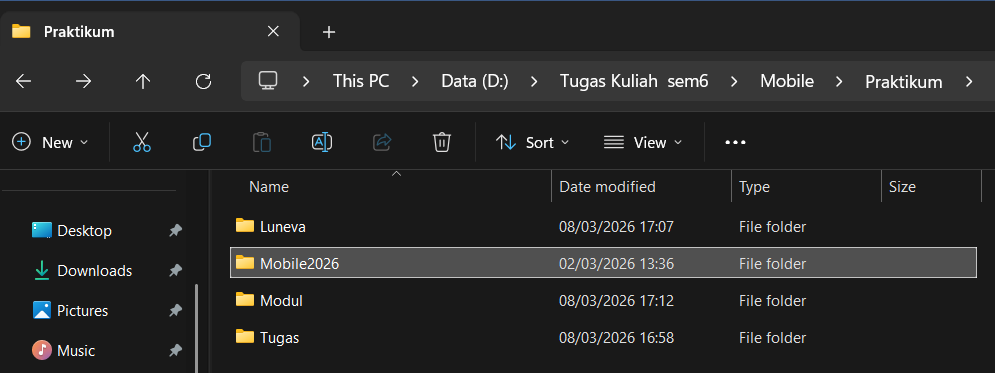 Praktikum
This PC > Data (D:) > Tugas Kuliah sem6 > Mobile > Praktikum >
New Sort View
Name Date modified Type Size
Desktop
Downloads
Pictures
Music
Luneva 08/03/2026 17:07 File folder
Mobile2026 02/03/2026 13:36 File folder
Modul 08/03/2026 17:12 File folder
Tugas 08/03/2026 16:58 File folder